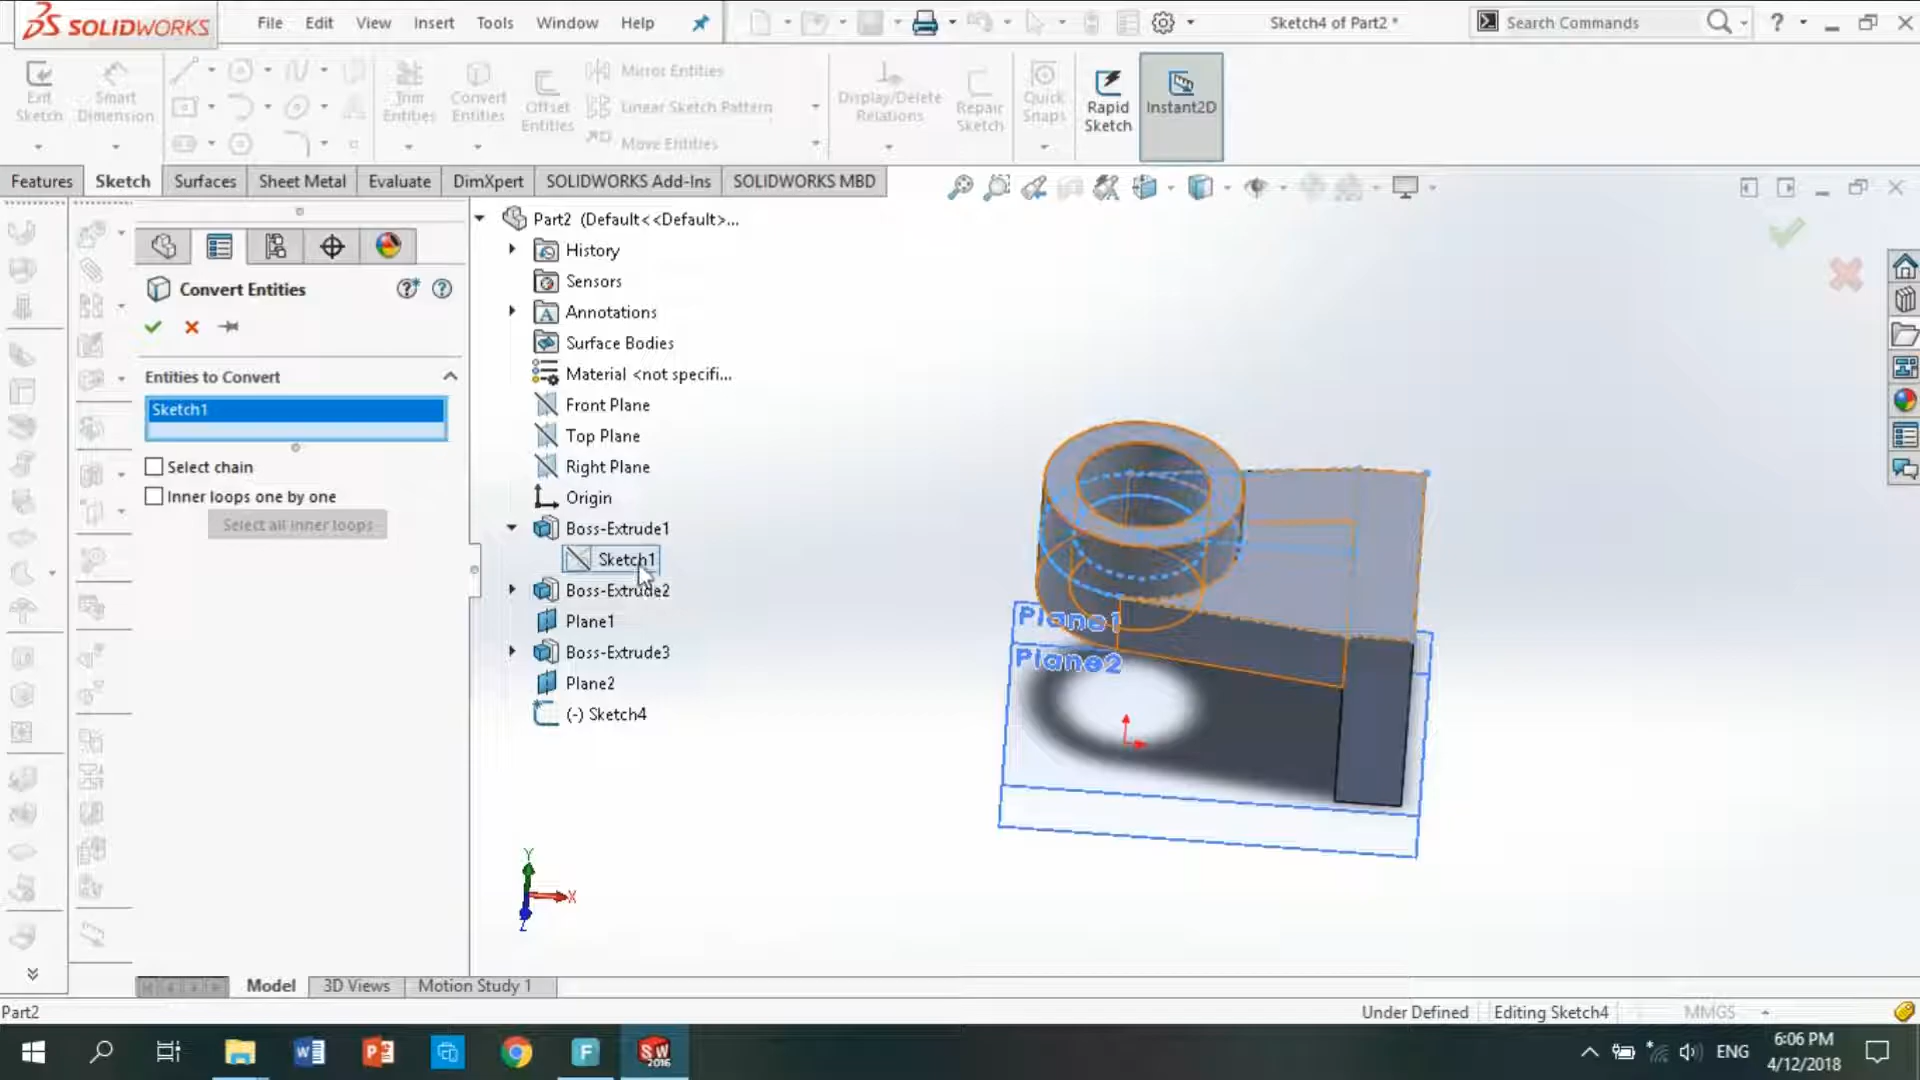 SOLIDWORKS
File Edit View Insert Tools Window Help
Sketch4 of Part2 *
Search Commands
Exit Sketch
Smart Dimension
Trim Entities
Convert Entities
Offset Entities
Mirror Entities
Linear Sketch Pattern
Move Entities
Display/Delete Relations
Repair Sketch
Quick Snaps
Rapid Sketch
Instant2D
Features Sketch Surfaces Sheet Metal Evaluate DimXpert SOLIDWORKS Add-Ins SOLIDWORKS MBD
Convert Entities
Entities to Convert
Sketch1
Select chain
Inner loops one by one
Select all inner loops
Part2 (Default<<Default>...
History
Sensors
Annotations
Surface Bodies
Material <not specifi...
Front Plane
Top Plane
Right Plane
Origin
Boss-Extrude1
Sketch1
Boss-Extrude2
Plane1
Boss-Extrude3
Plane2
(-) Sketch4
Plane1
Plane2
Y
X
Z
Model 3D Views Motion Study 1
Part2
Under Defined Editing Sketch4 MMGS
SW 2016
ENG
6:06 PM
4/12/2018